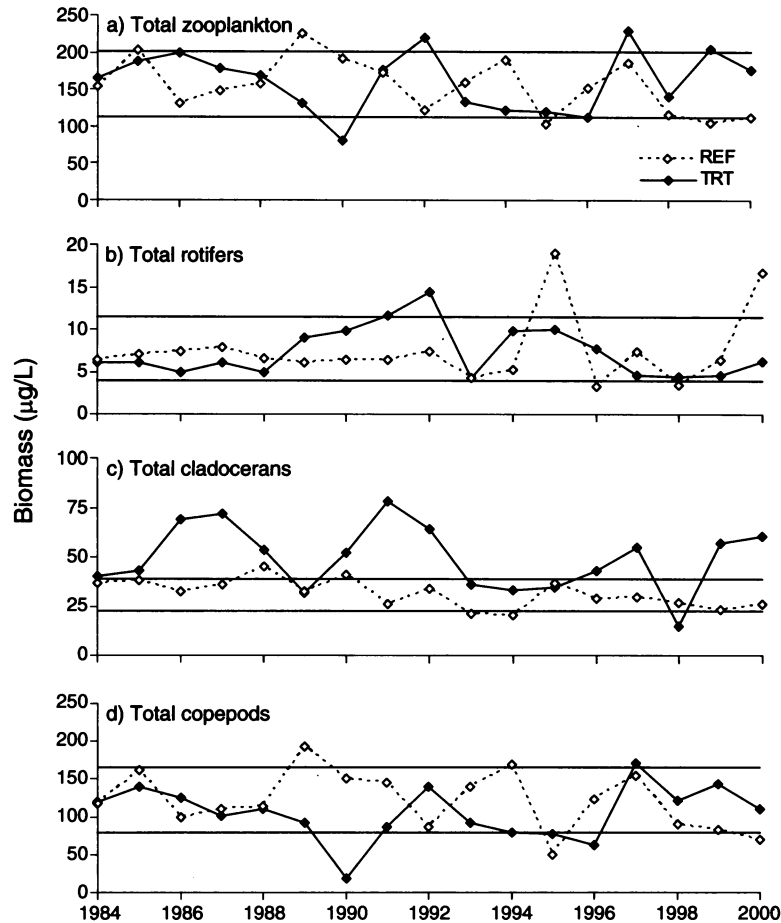 a) Total zooplankton
250
200
150
100
50
0
REF
TRT
b) Total rotifers
20
15
10
5
0
c) Total cladocerans
100
75
50
25
0
d) Total copepods
250
200
150
100
50
0
1984 1986 1988 1990 1992 1994 1996 1998 2000
Biomass (µg/L)